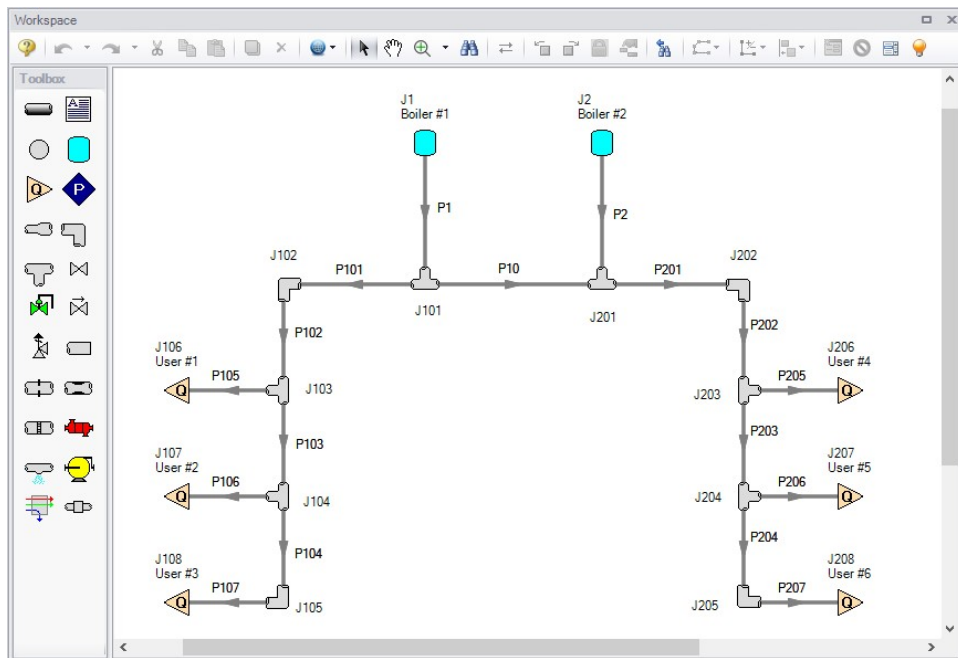 Workspace
Toolbox
J1
Boiler #1
J2
Boiler #2
P1
P2
J102
P101
P10
P201
J202
J101
J201
P102
P202
J106
User #1
P105
J103
J203
P205
J206
User #4
P103
P203
J107
User #2
P106
J104
J204
P206
J207
User #5
P104
P204
J108
User #3
P107
J105
J205
P207
J208
User #6
Q
P
Q
Q
Q
Q
Q
Q
A